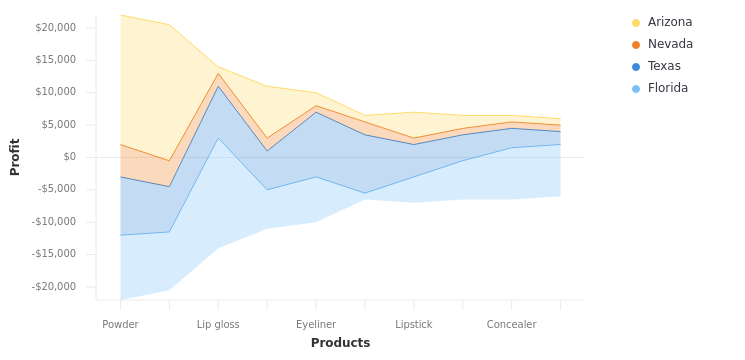 $20,000
$15,000
$10,000
$5,000
$0
-$5,000
-$10,000
-$15,000
-$20,000
Profit
Powder
Lip gloss
Eyeliner
Lipstick
Concealer
Products
Arizona
Nevada
Texas
Florida